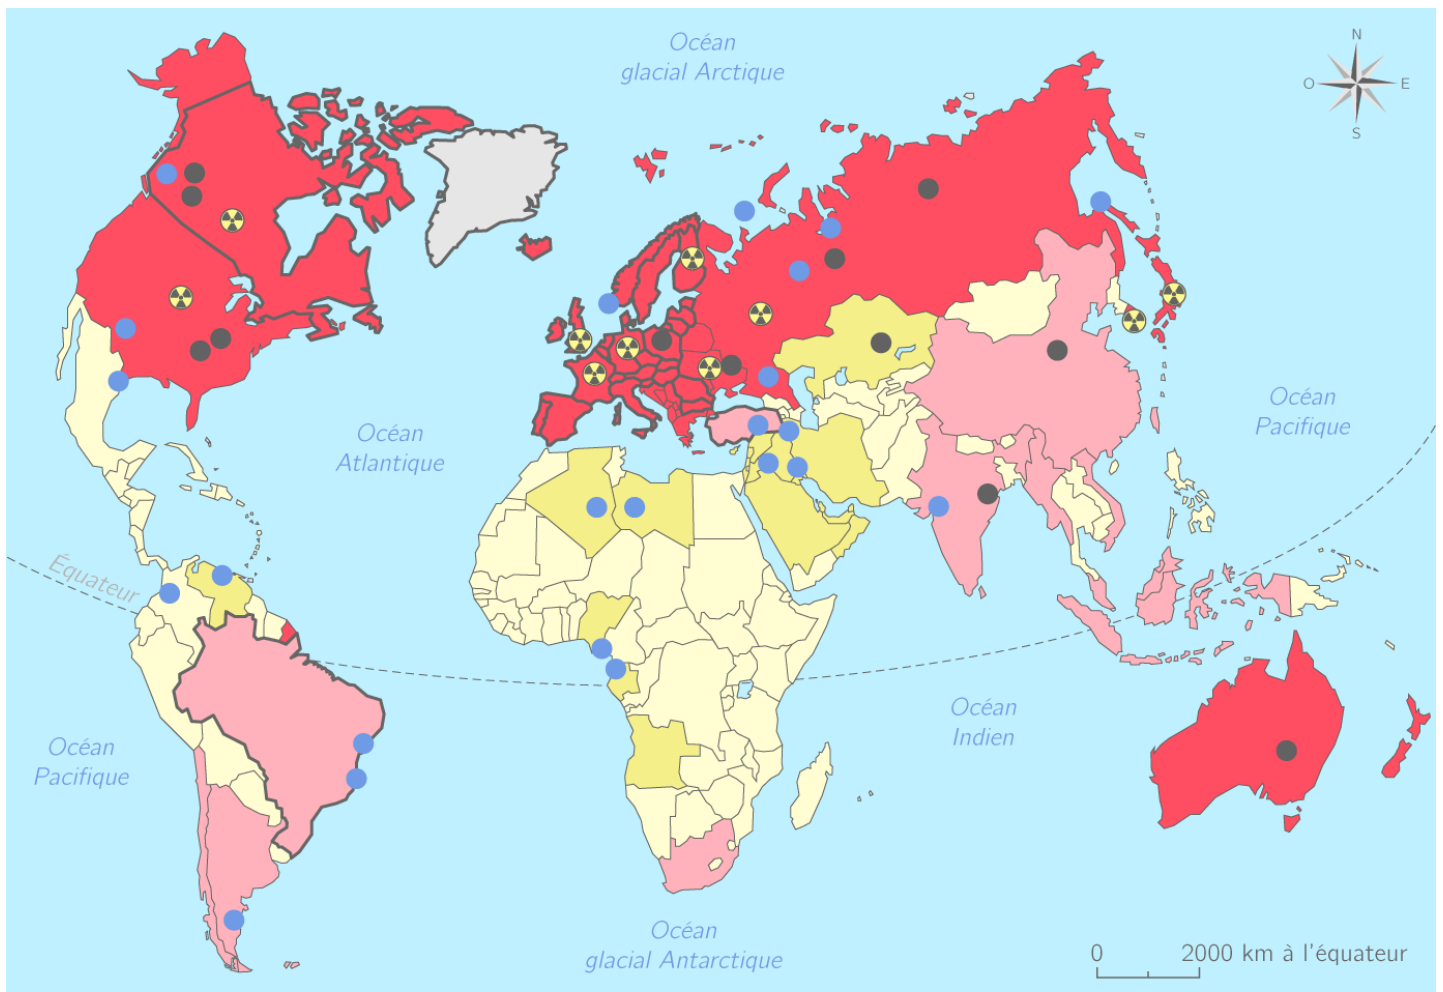 Océan
glacial Arctique
N
O
E
S
Océan
Atlantique
Océan
Pacifique
Équateur
Océan
Pacifique
Océan
Indien
Océan
glacial Antarctique
0
2000 km à l'équateur